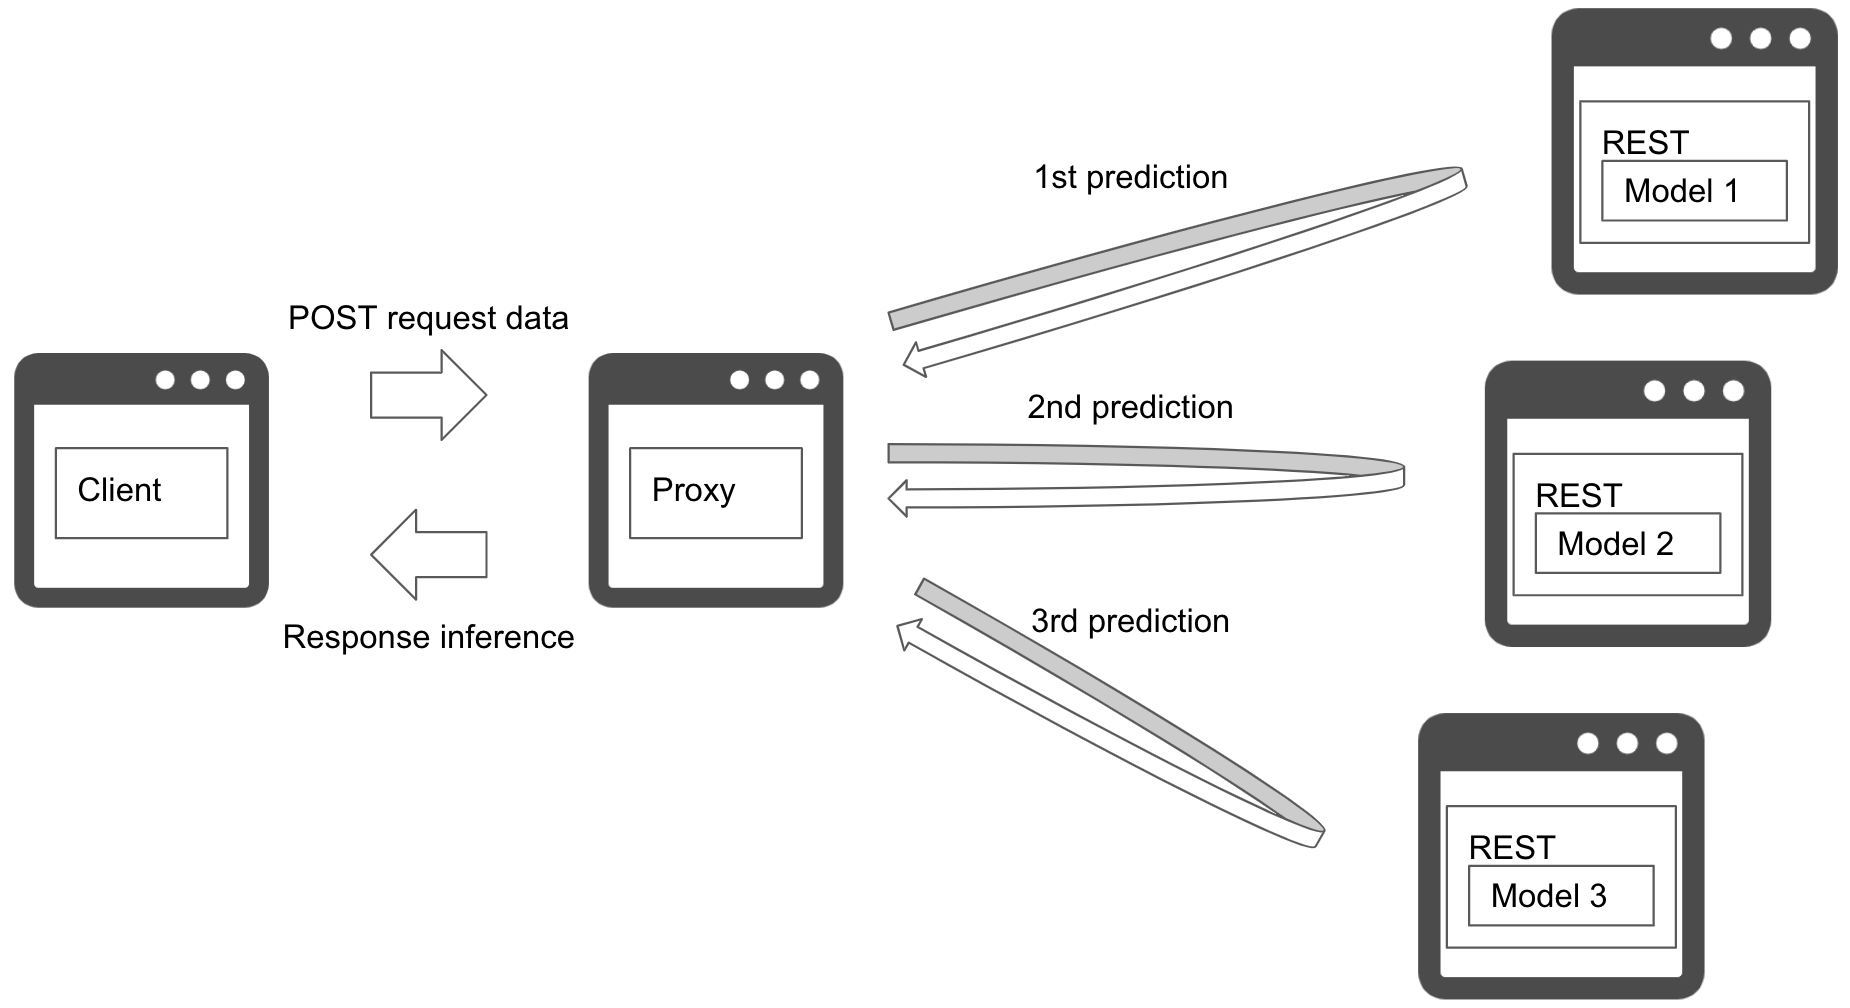 POST request data
Client
Response inference
Proxy
1st prediction
2nd prediction
3rd prediction
REST
Model 1
REST
Model 2
REST
Model 3